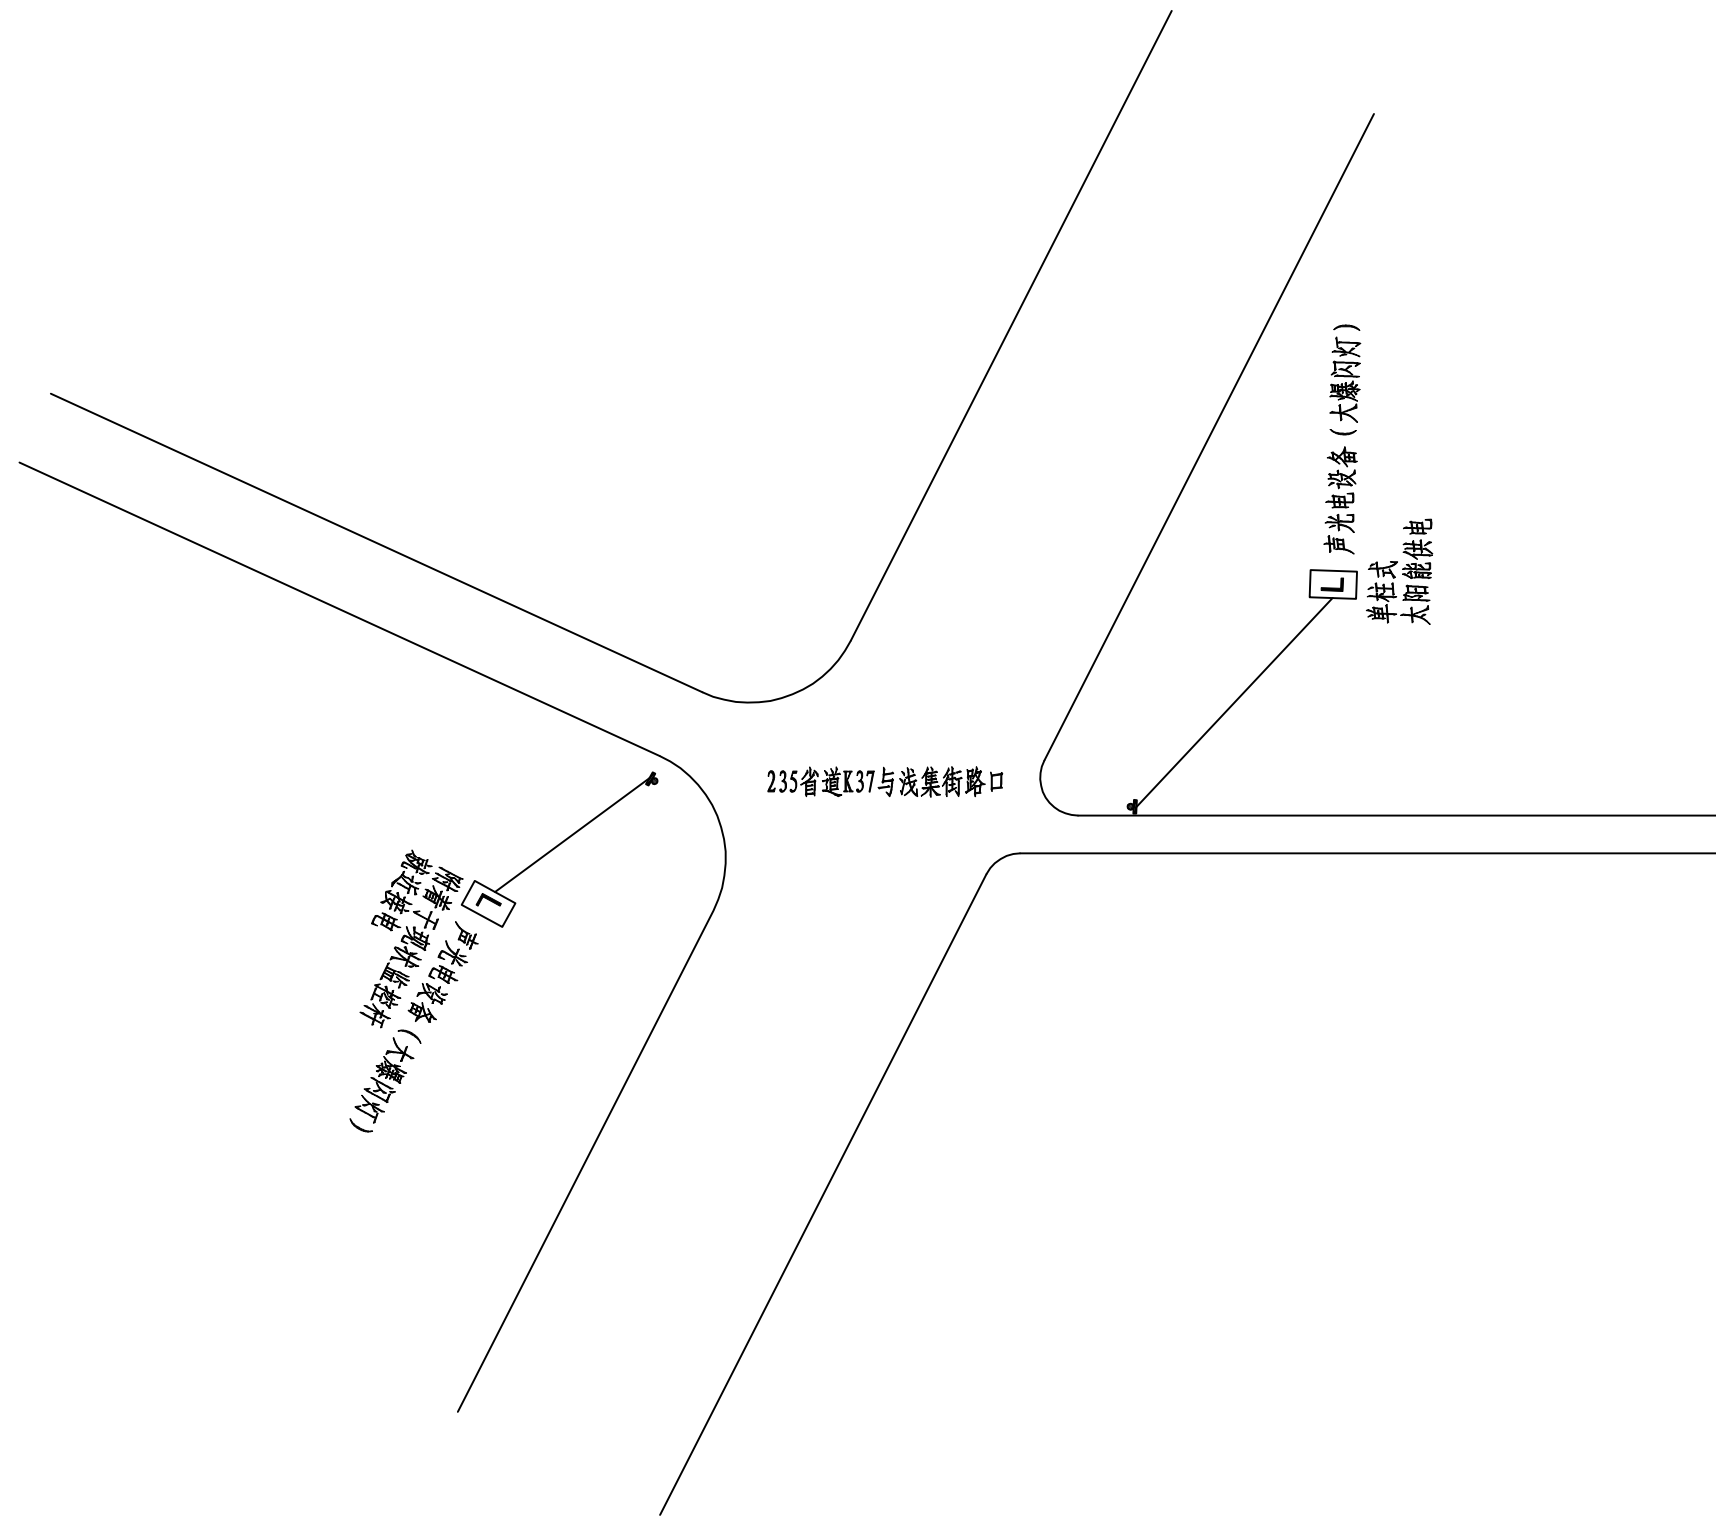 235省道K37与浅集街路口
L
声光电设备（大爆闪灯）
单柱式
太阳能供电
L
声光电设备（大爆闪灯）
附着于现状监控杆
就近接电